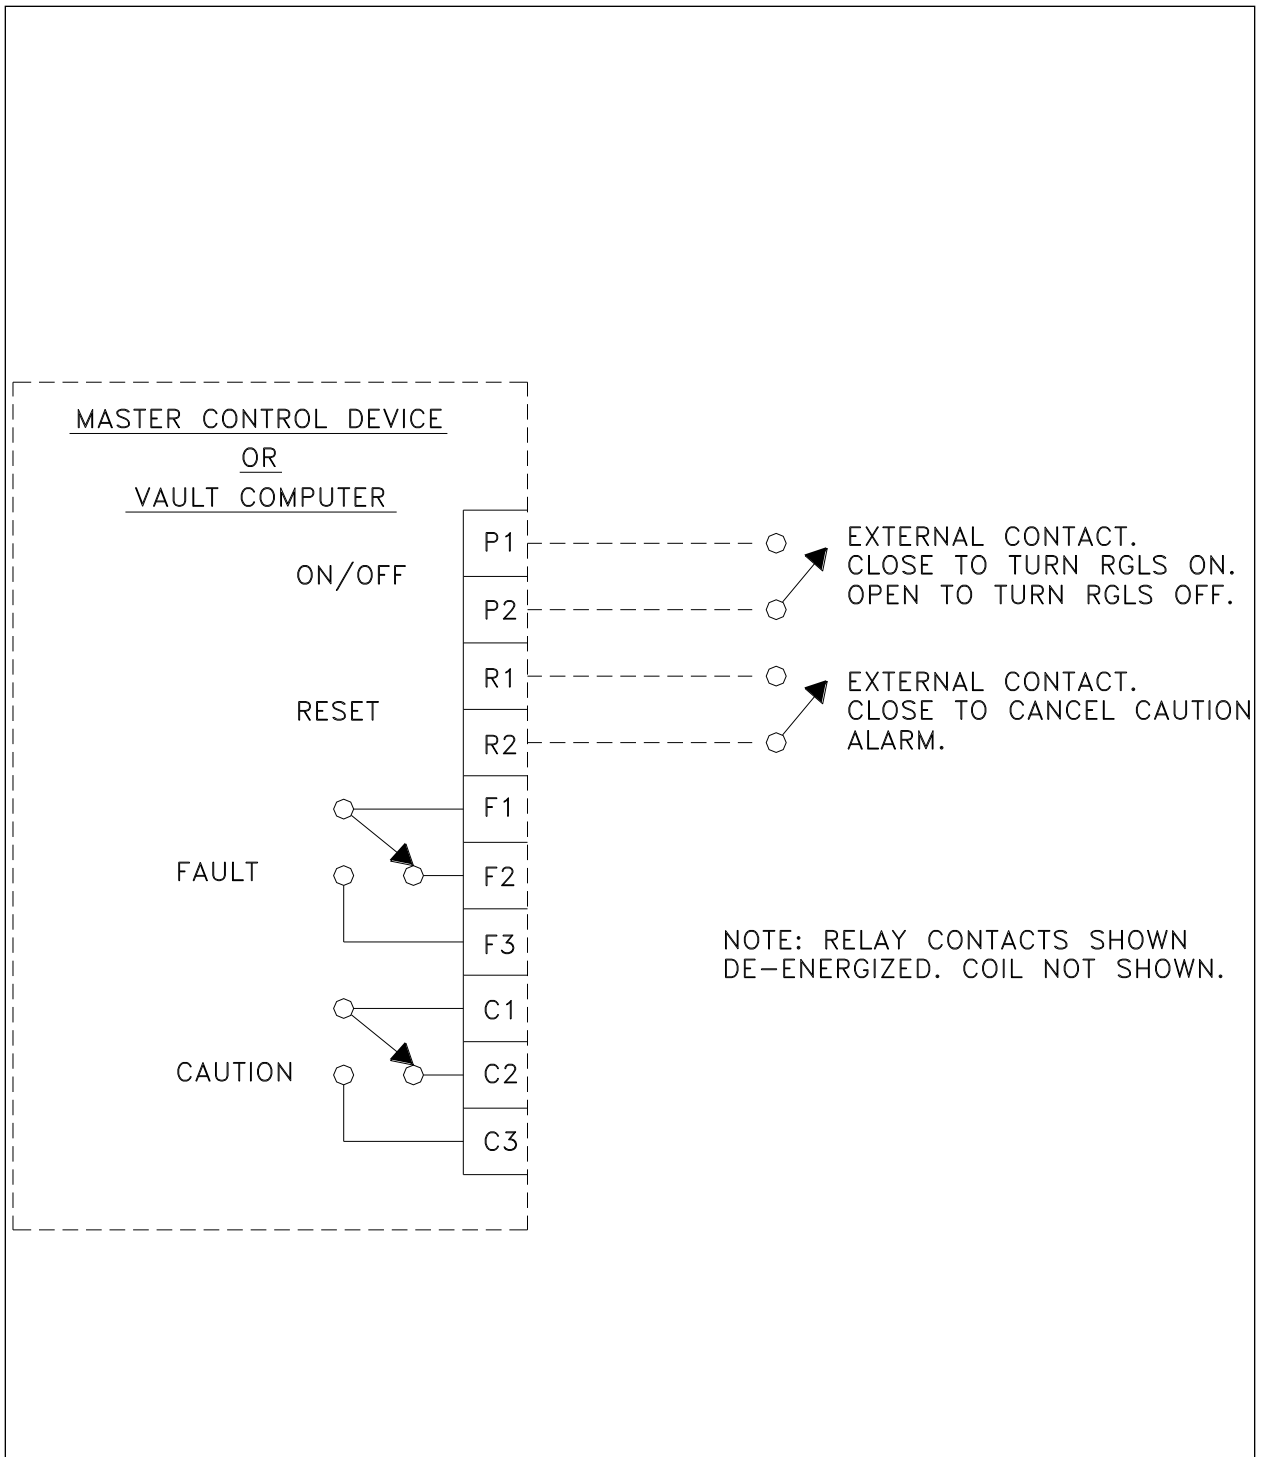 MASTER CONTROL DEVICE
OR
VAULT COMPUTER
ON/OFF
RESET
FAULT
CAUTION
P1
P2
R1
R2
F1
F2
F3
C1
C2
C3
EXTERNAL CONTACT.
CLOSE TO TURN RGLS ON.
OPEN TO TURN RGLS OFF.
EXTERNAL CONTACT.
CLOSE TO CANCEL CAUTION
ALARM.
NOTE: RELAY CONTACTS SHOWN
DE-ENERGIZED. COIL NOT SHOWN.